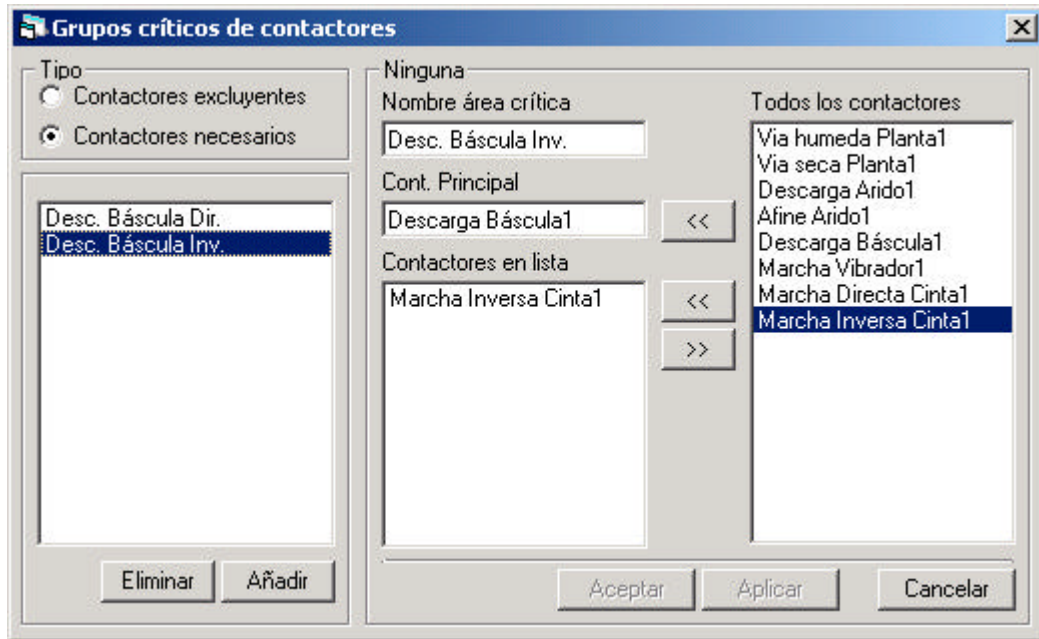 Grupos críticos de contactores
Tipo
Contactores excluyentes
Contactores necesarios
Desc. Báscula Dir.
Desc. Báscula Inv.
Eliminar
Añadir
Ninguna
Nombre área crítica
Desc. Báscula Inv.
Cont. Principal
Descarga Báscula1
<<
Contactores en lista
Marcha Inversa Cinta1
<<
>>
Todos los contactores
Via humeda Planta1
Via seca Planta1
Descarga Arido1
Afine Arido1
Descarga Báscula1
Marcha Vibrador1
Marcha Directa Cinta1
Marcha Inversa Cinta1
Aceptar
Aplicar
Cancelar